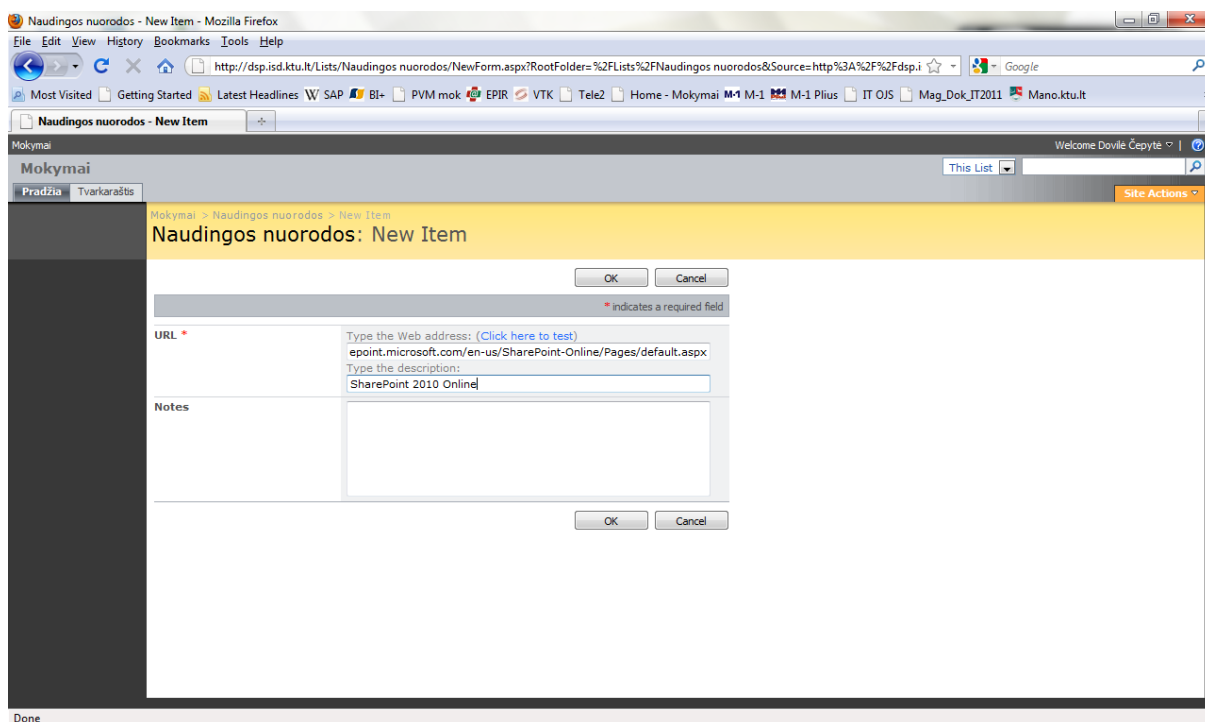 Naudingos nuorodos - New Item - Mozilla Firefox
File Edit View History Bookmarks Tools Help
http://dsp.isd.ktu.lt/Lists/Naudingos nuorodos/NewForm.aspx?RootFolder=%2FLists%2FNaudingos nuorodos&Source=http%3A%2F%2Fdsp.i Google
Most Visited Getting Started Latest Headlines SAP BI+ PVM mok EPIR VTK Tele2 Home - Mokymai M-1 M-1 M-1 Plius IT OJS Mag_Dok_IT2011 Mano.ktu.lt
Naudingos nuorodos - New Item
Mokymai Welcome Dovilė Čepytė
Mokymai This List
Pradžia Tvarkaraštis Site Actions
Mokymai > Naudingos nuorodos > New Item
Naudingos nuorodos: New Item
OK Cancel
* indicates a required field
URL * Type the Web address: (Click here to test)
epoint.microsoft.com/en-us/SharePoint-Online/Pages/default.aspx
Type the description:
SharePoint 2010 Online
Notes
OK Cancel
Done